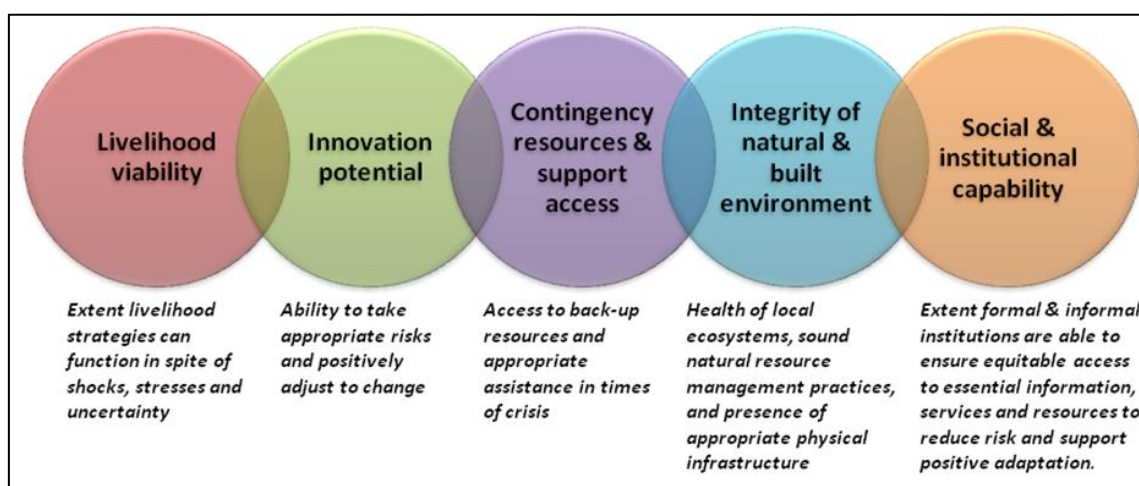 Livelihood
viability
Innovation
potential
Contingency
resources &
support
access
Integrity of
natural &
built
environment
Social &
institutional
capability
Extent livelihood
strategies can
function in spite of
shocks, stresses and
uncertainty
Ability to take
appropriate risks
and positively
adjust to change
Access to back-up
resources and
appropriate
assistance in times
of crisis
Health of local
ecosystems, sound
natural resource
management practices,
and presence of
appropriate physical
infrastructure
Extent formal & informal
institutions are able to
ensure equitable access
to essential information,
services and resources to
reduce risk and support
positive adaptation.